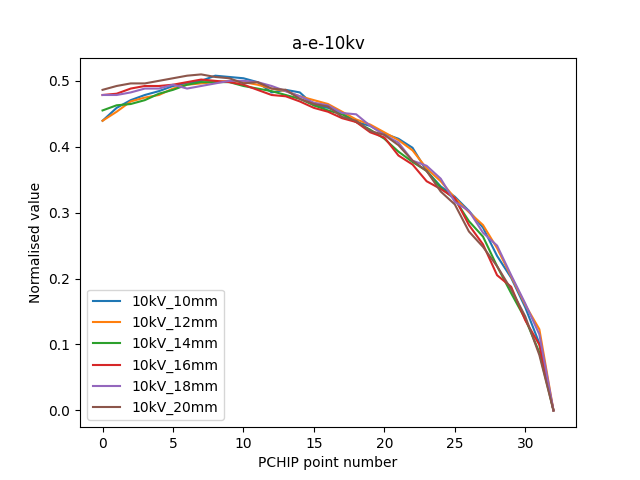 a-e-10kv
Normalised value
0.5
0.4
0.3
0.2
0.1
0.0
10kV_10mm
10kV_12mm
10kV_14mm
10kV_16mm
10kV_18mm
10kV_20mm
0 5 10 15 20 25 30
PCHIP point number